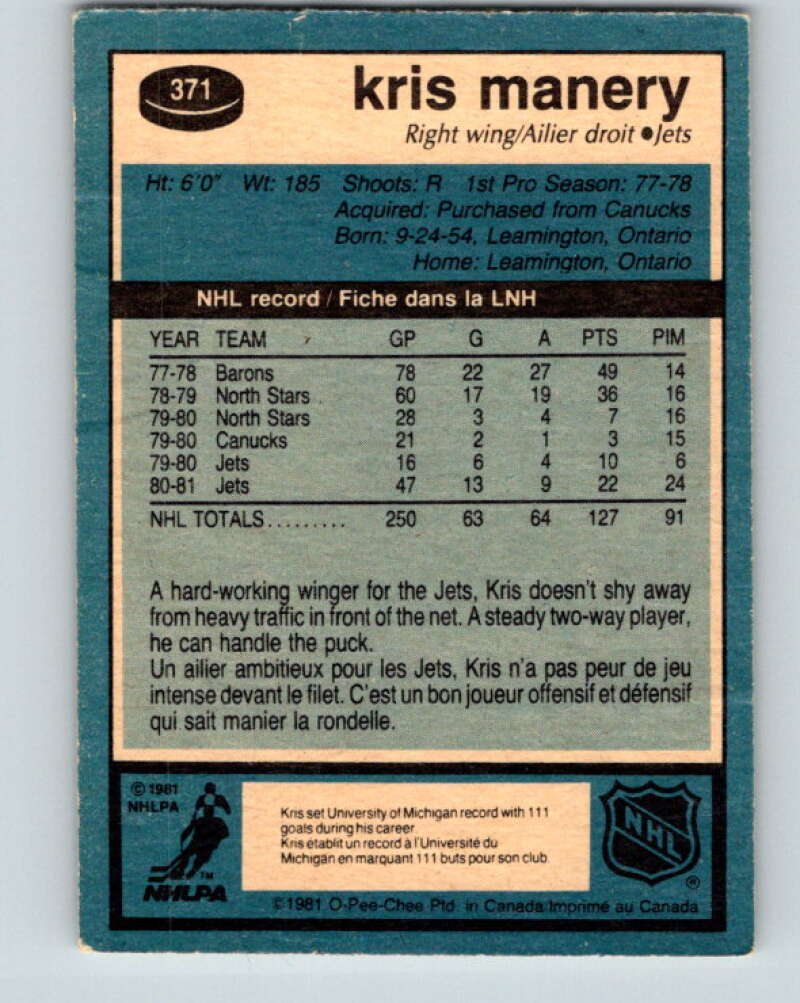 371
kris manery
Right wing/Ailier droit ●Jets
Ht: 6'0" Wt: 185 Shoots: R 1st Pro Season: 77-78
Acquired: Purchased from Canucks
Born: 9-24-54, Leamington, Ontario
Home: Leamington, Ontario
NHL record / Fiche dans la LNH
YEAR TEAM GP G A PTS PIM
77-78 Barons 78 22 27 49 14
78-79 North Stars 60 17 19 36 16
79-80 North Stars 28 3 4 7 16
79-80 Canucks 21 2 1 3 15
79-80 Jets 16 6 4 10 6
80-81 Jets 47 13 9 22 24
NHL TOTALS......... 250 63 64 127 91
A hard-working winger for the Jets, Kris doesn't shy away
from heavy traffic in front of the net. A steady two-way player,
he can handle the puck.
Un ailier ambitieux pour les Jets, Kris n'a pas peur de jeu
intense devant le filet. C'est un bon joueur offensif et défensif
qui sait manier la rondelle.
© 1981
NHLPA
TM
NHLPA
Kris set University of Michigan record with 111
goals during his career.
Kris établit un record à l'Université du
Michigan en marquant 111 buts pour son club.
NHL
®
© 1981 O-Pee-Chee Ptd. in Canada/Imprimé au Canada